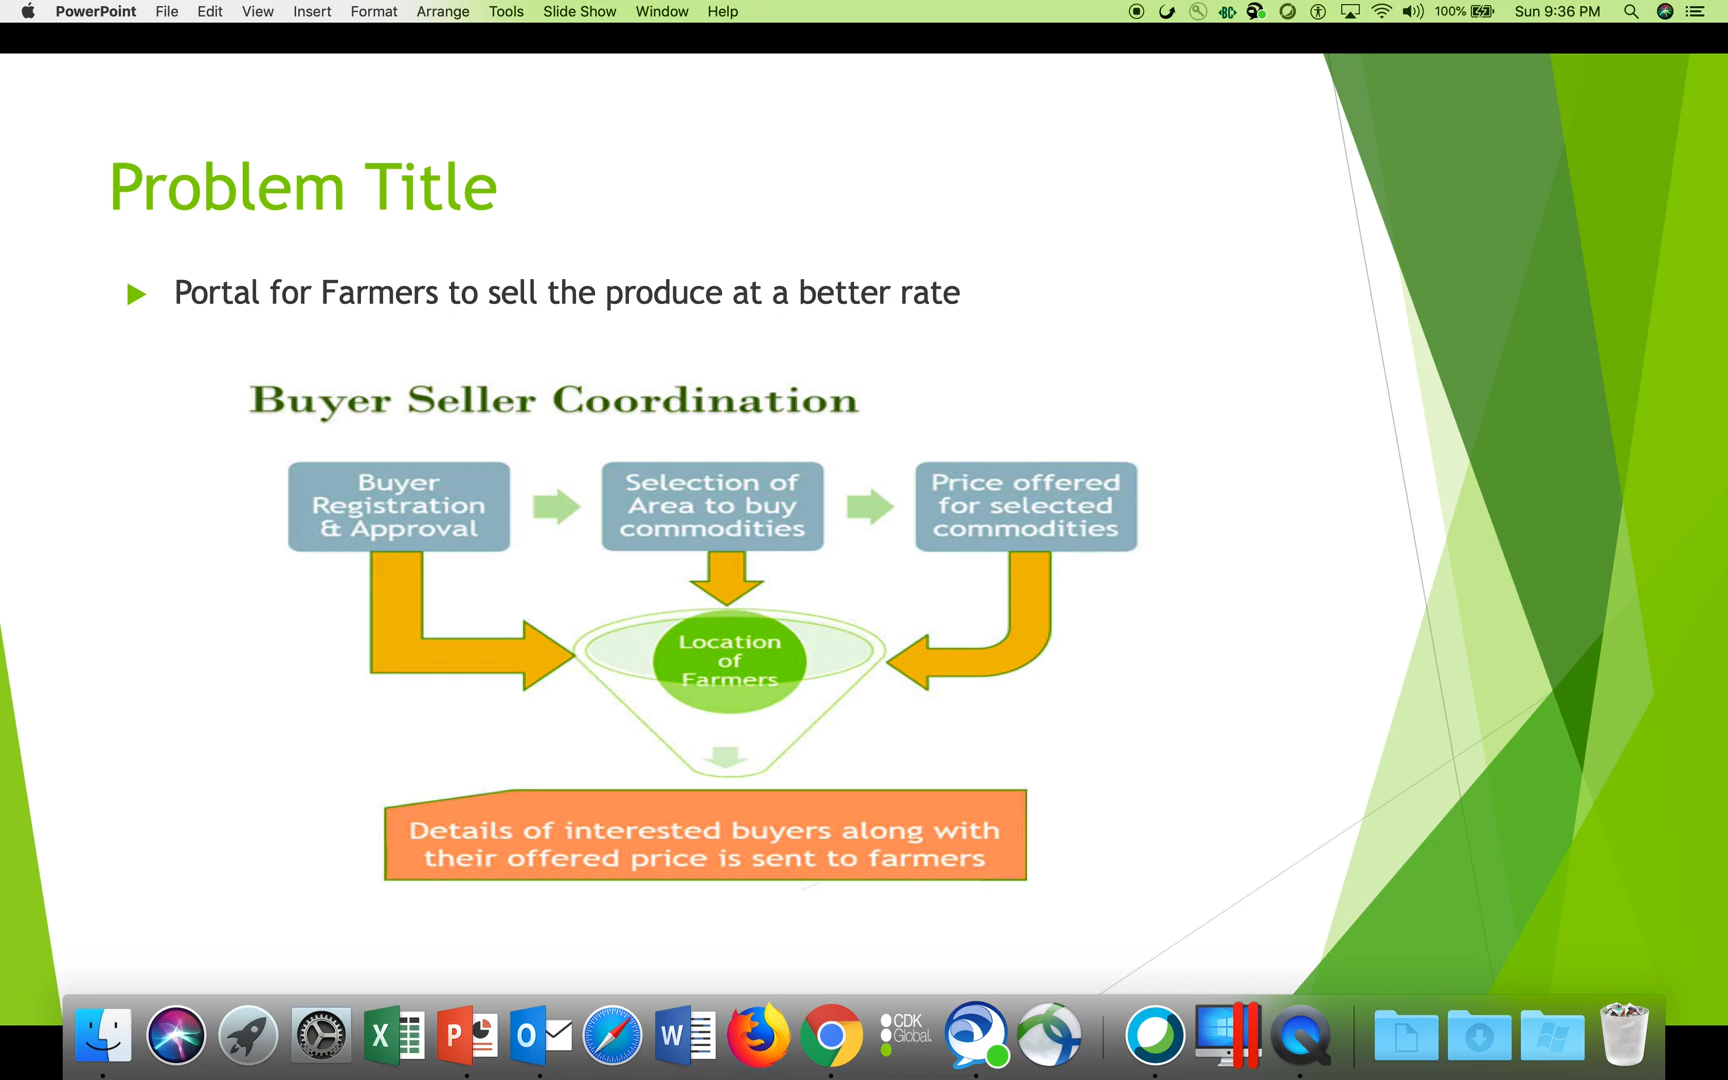 PowerPoint File Edit View Insert Format Arrange Tools Slide Show Window Help 100% Sun 9:36 PM
Problem Title
Portal for Farmers to sell the produce at a better rate
Buyer Seller Coordination
Buyer
Registration
& Approval
Selection of
Area to buy
commodities
Price offered
for selected
commodities
Location
of
Farmers
Details of interested buyers along with
their offered price is sent to farmers
CDK
Global.